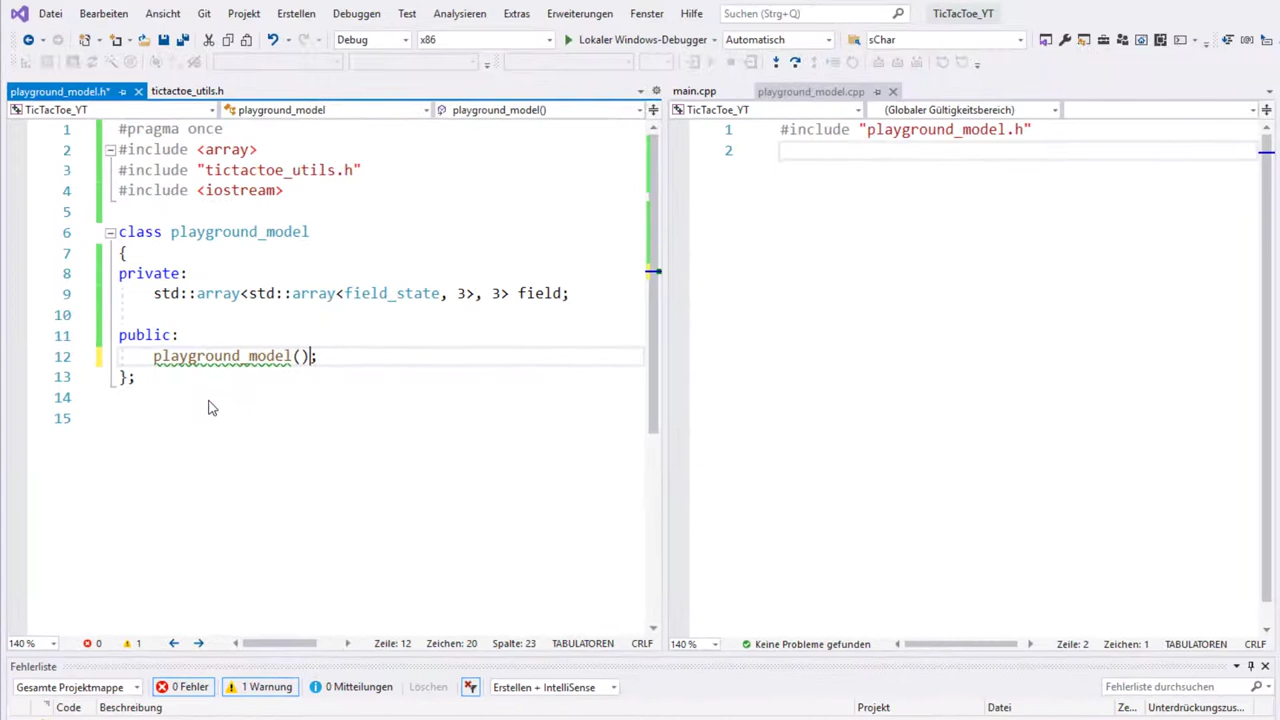 Datei Bearbeiten Ansicht Git Projekt Erstellen Debuggen Test Analysieren Extras Erweiterungen Fenster Hilfe Suchen (Strg+Q) TicTacToe_YT
Debug x86 Lokaler Windows-Debugger Automatisch sChar
playground_model.h* tictactoe_utils.h main.cpp playground_model.cpp
TicTacToe_YT playground_model playground_model() TicTacToe_YT (Globaler Gültigkeitsbereich)
1 #pragma once
2 #include <array>
3 #include "tictactoe_utils.h"
4 #include <iostream>
5
6 class playground_model
7 {
8 private:
9 std::array<std::array<field_state, 3>, 3> field;
10
11 public:
12 playground_model();
13 };
14
15
1 #include "playground_model.h"
2
140 % 0 1 Zeile: 12 Zeichen: 20 Spalte: 23 TABULATOREN CRLF
140 % Keine Probleme gefunden Zeile: 2 Zeichen: 1 TABULATOREN CRLF
Fehlerliste
Gesamte Projektmappe 0 Fehler 1 Warnung 0 Mitteilungen Löschen Erstellen + IntelliSense Fehlerliste durchsuchen
Code Beschreibung Projekt Datei Ze... Unterdrückungszus...